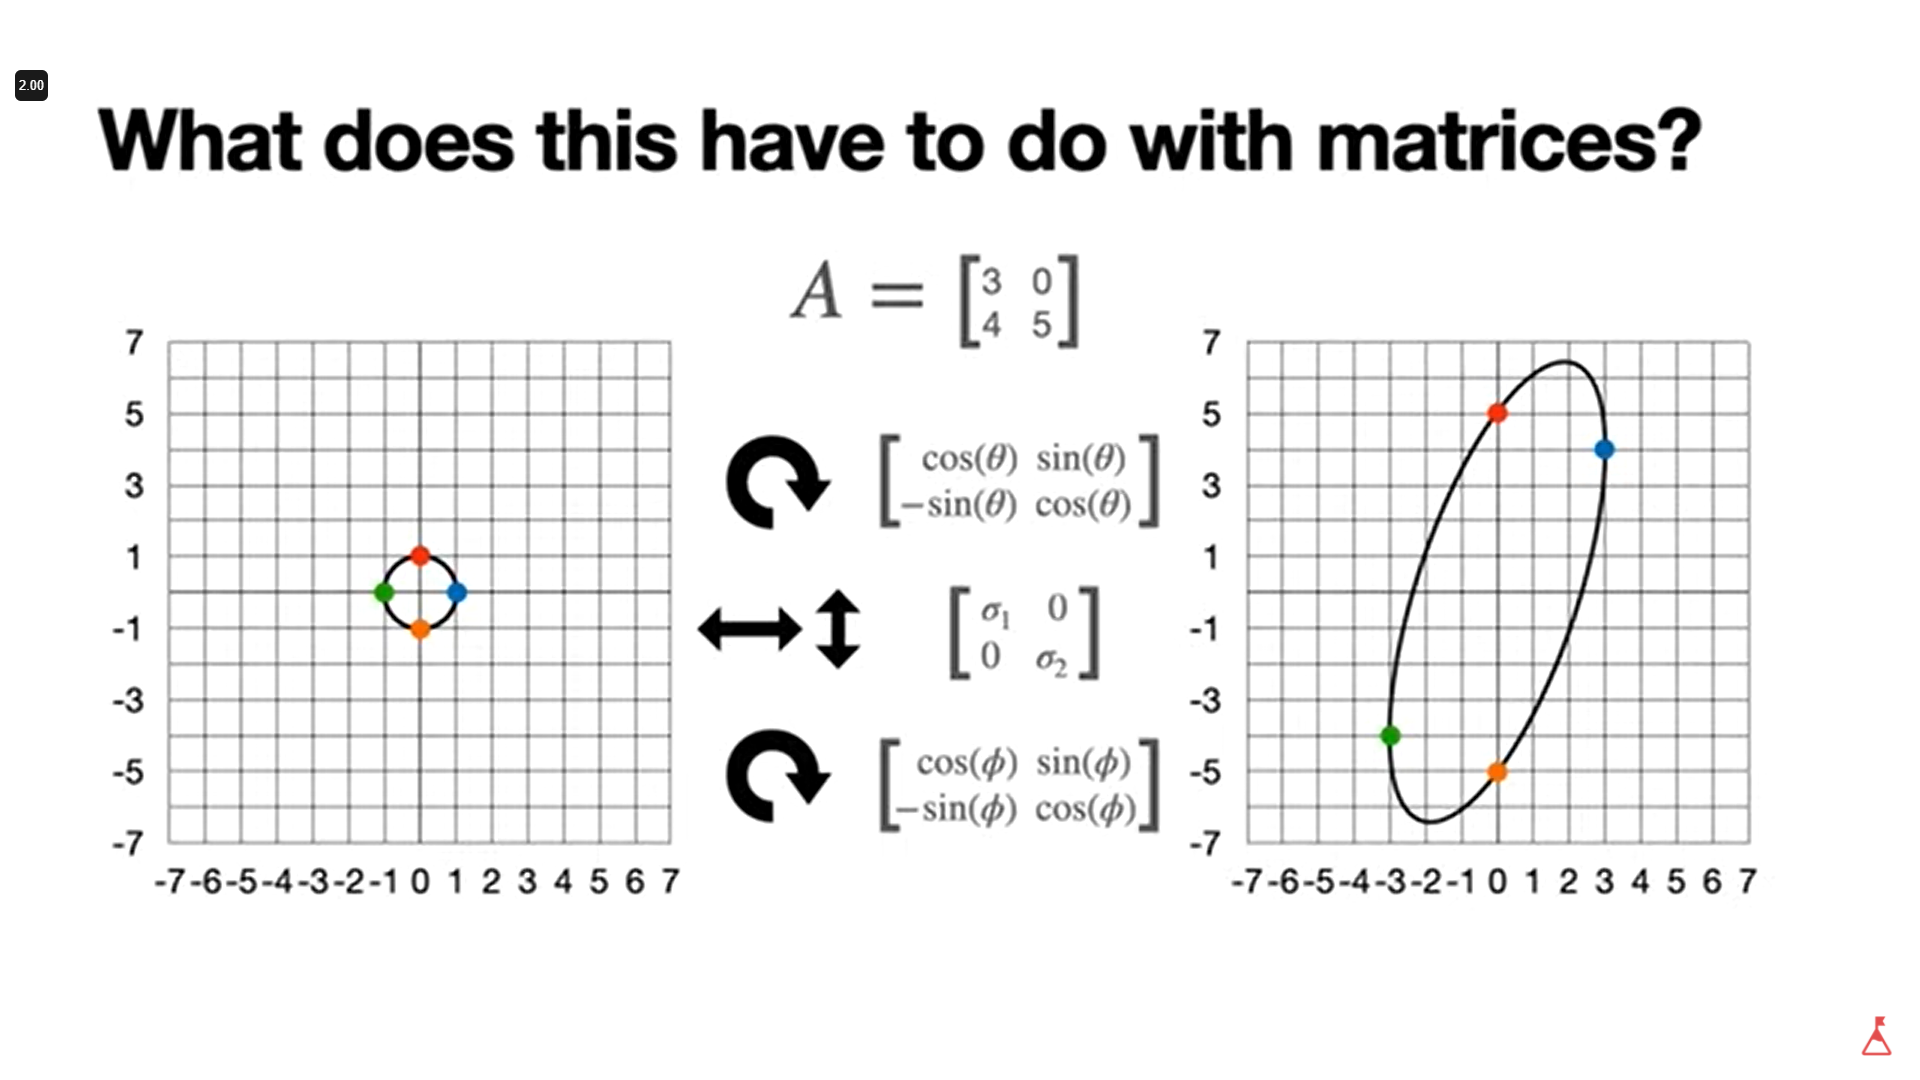 2.00
What does this have to do with matrices?
A = [3 0
4 5]
7
5
3
1
-1
-3
-5
-7
-7 -6 -5 -4 -3 -2 -1 0 1 2 3 4 5 6 7
[cos(θ) sin(θ)
-sin(θ) cos(θ)]
[σ₁ 0
0 σ₂]
[cos(ϕ) sin(ϕ)
-sin(ϕ) cos(ϕ)]
7
5
3
1
-1
-3
-5
-7
-7 -6 -5 -4 -3 -2 -1 0 1 2 3 4 5 6 7